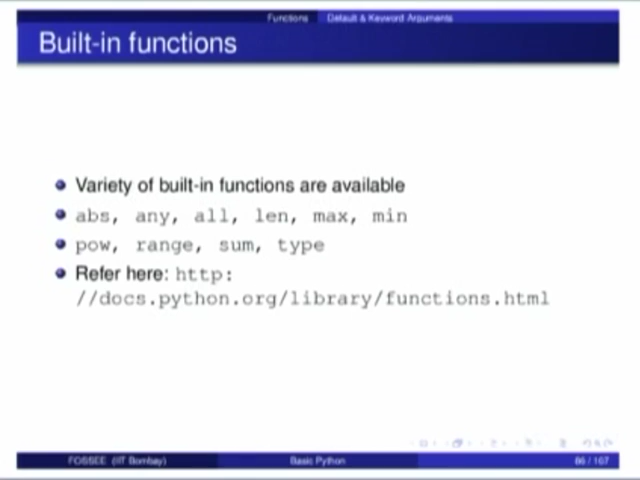 Functions Default & Keyword Arguments
Built-in functions
Variety of built-in functions are available
abs, any, all, len, max, min
pow, range, sum, type
Refer here: http:
//docs.python.org/library/functions.html
FOSSEE (IIT Bombay) Basic Python 86 / 167